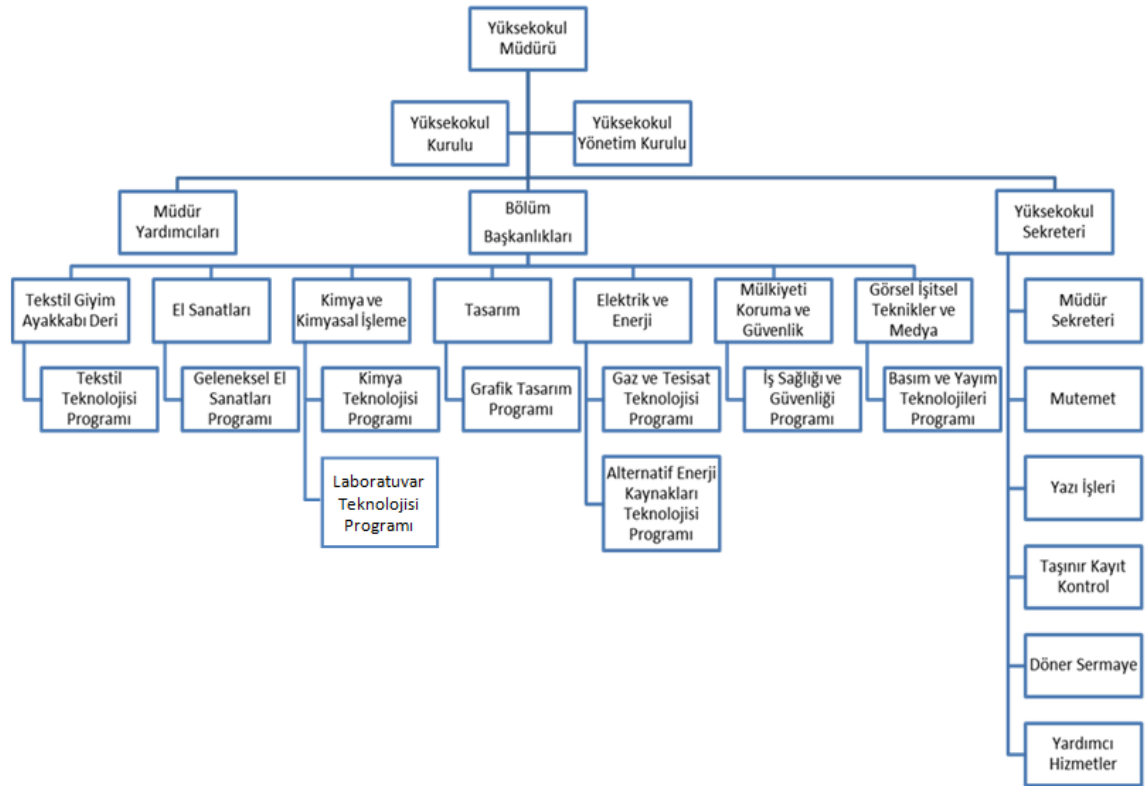 Yüksekokul
Müdürü
Yüksekokul
Kurulu
Yüksekokul
Yönetim Kurulu
Müdür
Yardımcıları
Bölüm
Başkanlıkları
Yüksekokul
Sekreteri
Tekstil Giyim
Ayakkabı Deri
El Sanatları
Kimya ve
Kimyasal İşleme
Tasarım
Elektrik ve
Enerji
Mülkiyeti
Koruma ve
Güvenlik
Görsel İşitsel
Teknikler ve
Medya
Müdür
Sekreteri
Tekstil
Teknolojisi
Programı
Geleneksel El
Sanatları
Programı
Kimya
Teknolojisi
Programı
Grafik Tasarım
Programı
Gaz ve Tesisat
Teknolojisi
Programı
İş Sağlığı ve
Güvenliği Programı
Basım ve Yayım
Teknolojileri Programı
Mutemet
Laboratuvar
Teknolojisi
Programı
Alternatif Enerji
Kaynakları
Teknolojisi
Programı
Yazı İşleri
Taşınır Kayıt
Kontrol
Döner Sermaye
Yardımcı
Hizmetler